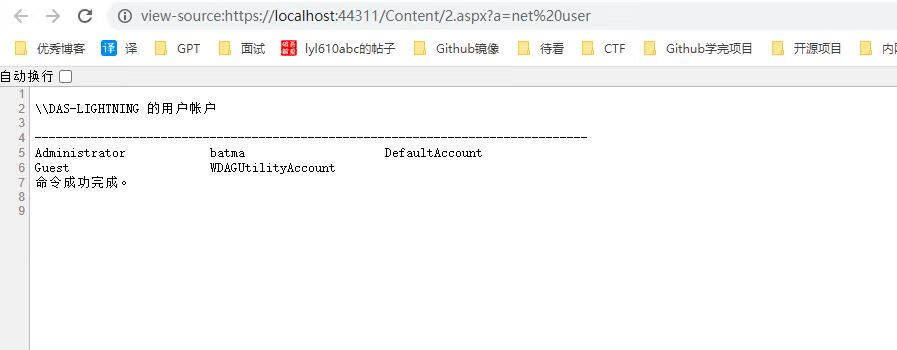 view-source:https://localhost:44311/Content/2.aspx?a=net%20user
优秀博客 译 译 GPT 面试 lyl610abc的帖子 Github镜像 待看 CTF Github学完项目 开源项目
自动换行
1
2 \\DAS-LIGHTNING 的用户帐户
3
4 -------------------------------------------------------------------------------
5 Administrator batma DefaultAccount
6 Guest WDAGUtilityAccount
7 命令成功完成。
8
9